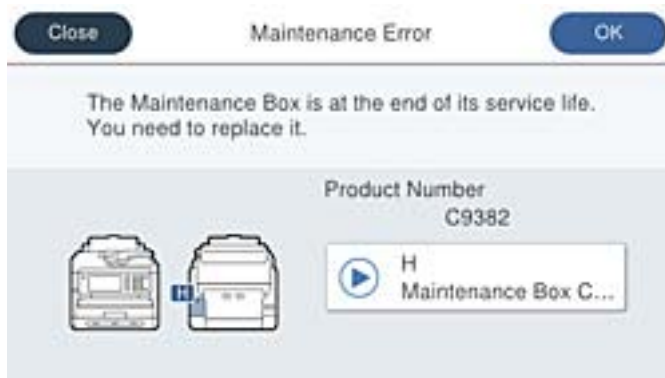 Close
Maintenance Error
OK
The Maintenance Box is at the end of its service life.
You need to replace it.
Product Number
C9382
H
H
Maintenance Box C...